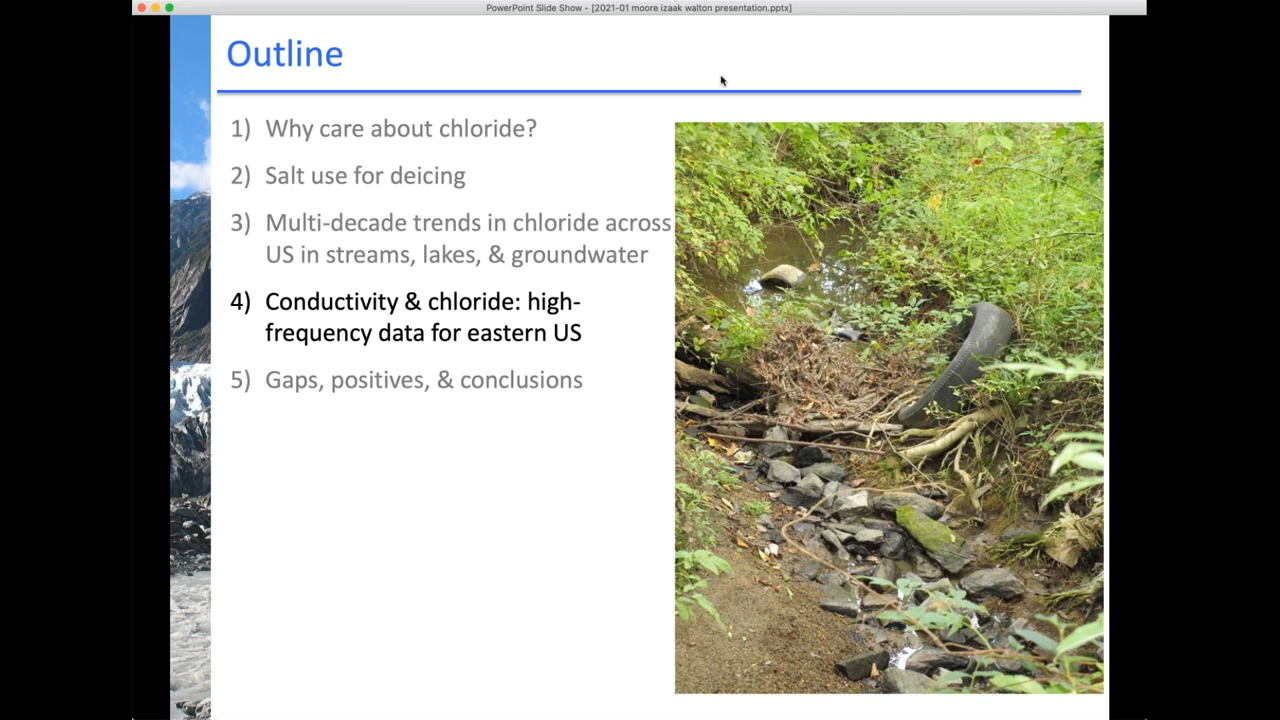 PowerPoint Slide Show - [2021-01 moore izaak walton presentation.pptx]
Outline
1) Why care about chloride?
2) Salt use for deicing
3) Multi-decade trends in chloride across
US in streams, lakes, & groundwater
4) Conductivity & chloride: high-
frequency data for eastern US
5) Gaps, positives, & conclusions